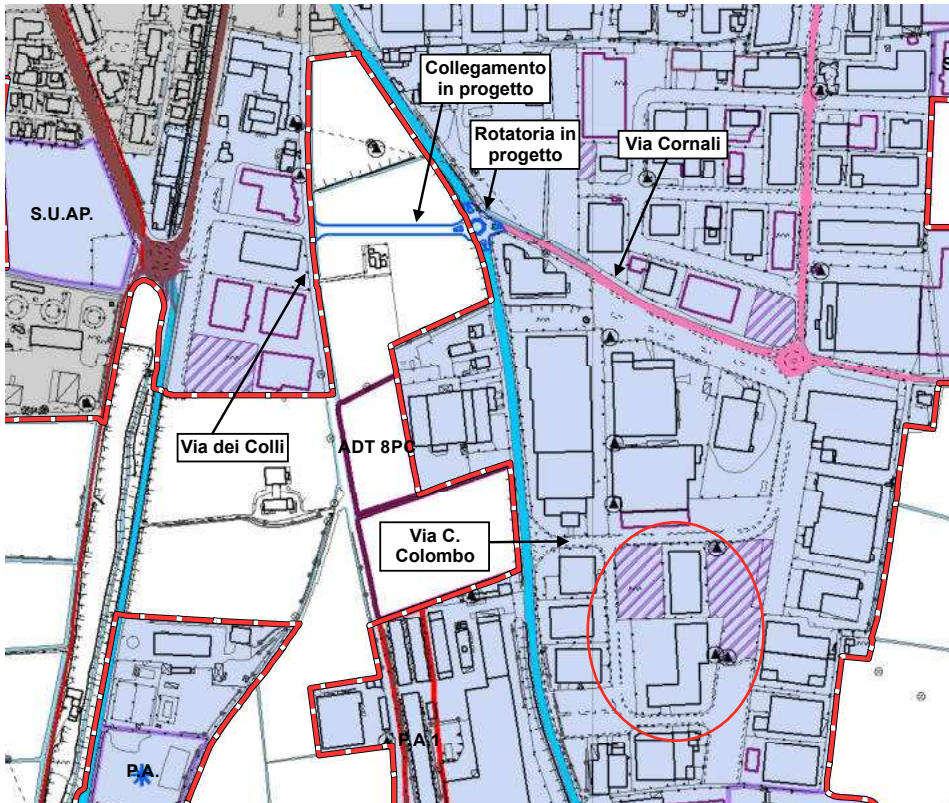 Collegamento
in progetto
Rotatoria in
progetto
Via Cornali
S.U.AP.
S
Via dei Colli
ADT 8PC
Via C.
Colombo
P.A.1
P.A.